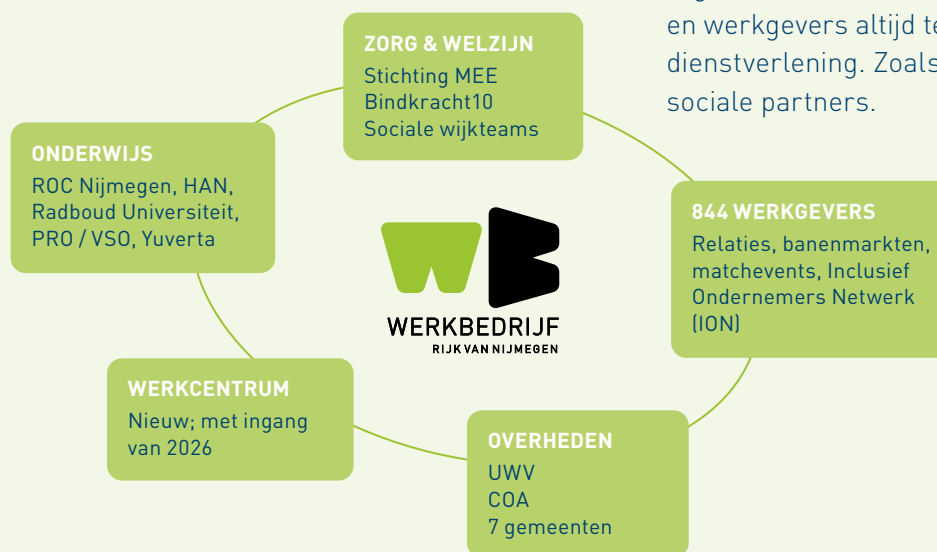 en werkgevers altijd te
dienstverlening. Zoals
sociale partners.
ZORG & WELZIJN
Stichting MEE
Bindkracht10
Sociale wijkteams
ONDERWIJS
ROC Nijmegen, HAN,
Radboud Universiteit,
PRO / VSO, Yuverta
844 WERKGEVERS
Relaties, banenmarkten,
matchevents, Inclusief
Ondernemers Netwerk
(ION)
WB
WERKBEDRIJF
RIJK VAN NIJMEGEN
WERKCENTRUM
Nieuw; met ingang
van 2026
OVERHEDEN
UWV
COA
7 gemeenten